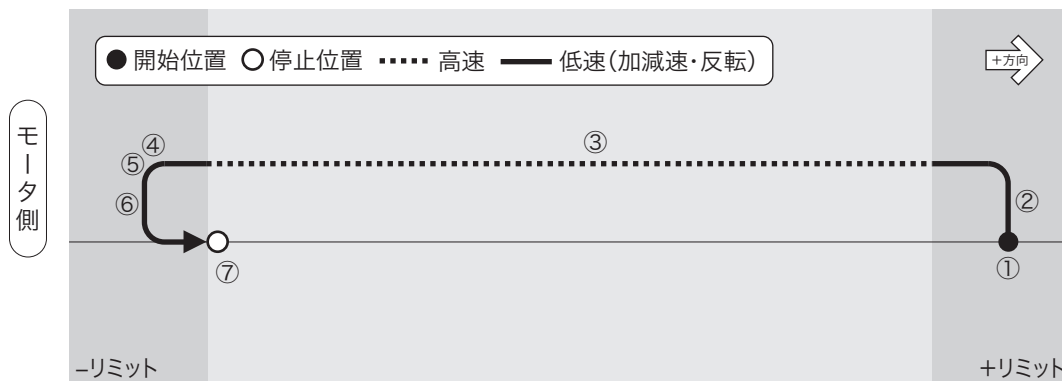 ●開始位置 ○停止位置 ┅┅ 高速 ── 低速(加減速・反転)
+方向
モータ側
③
④
⑤
⑥
②
⑦
①
−リミット
+リミット